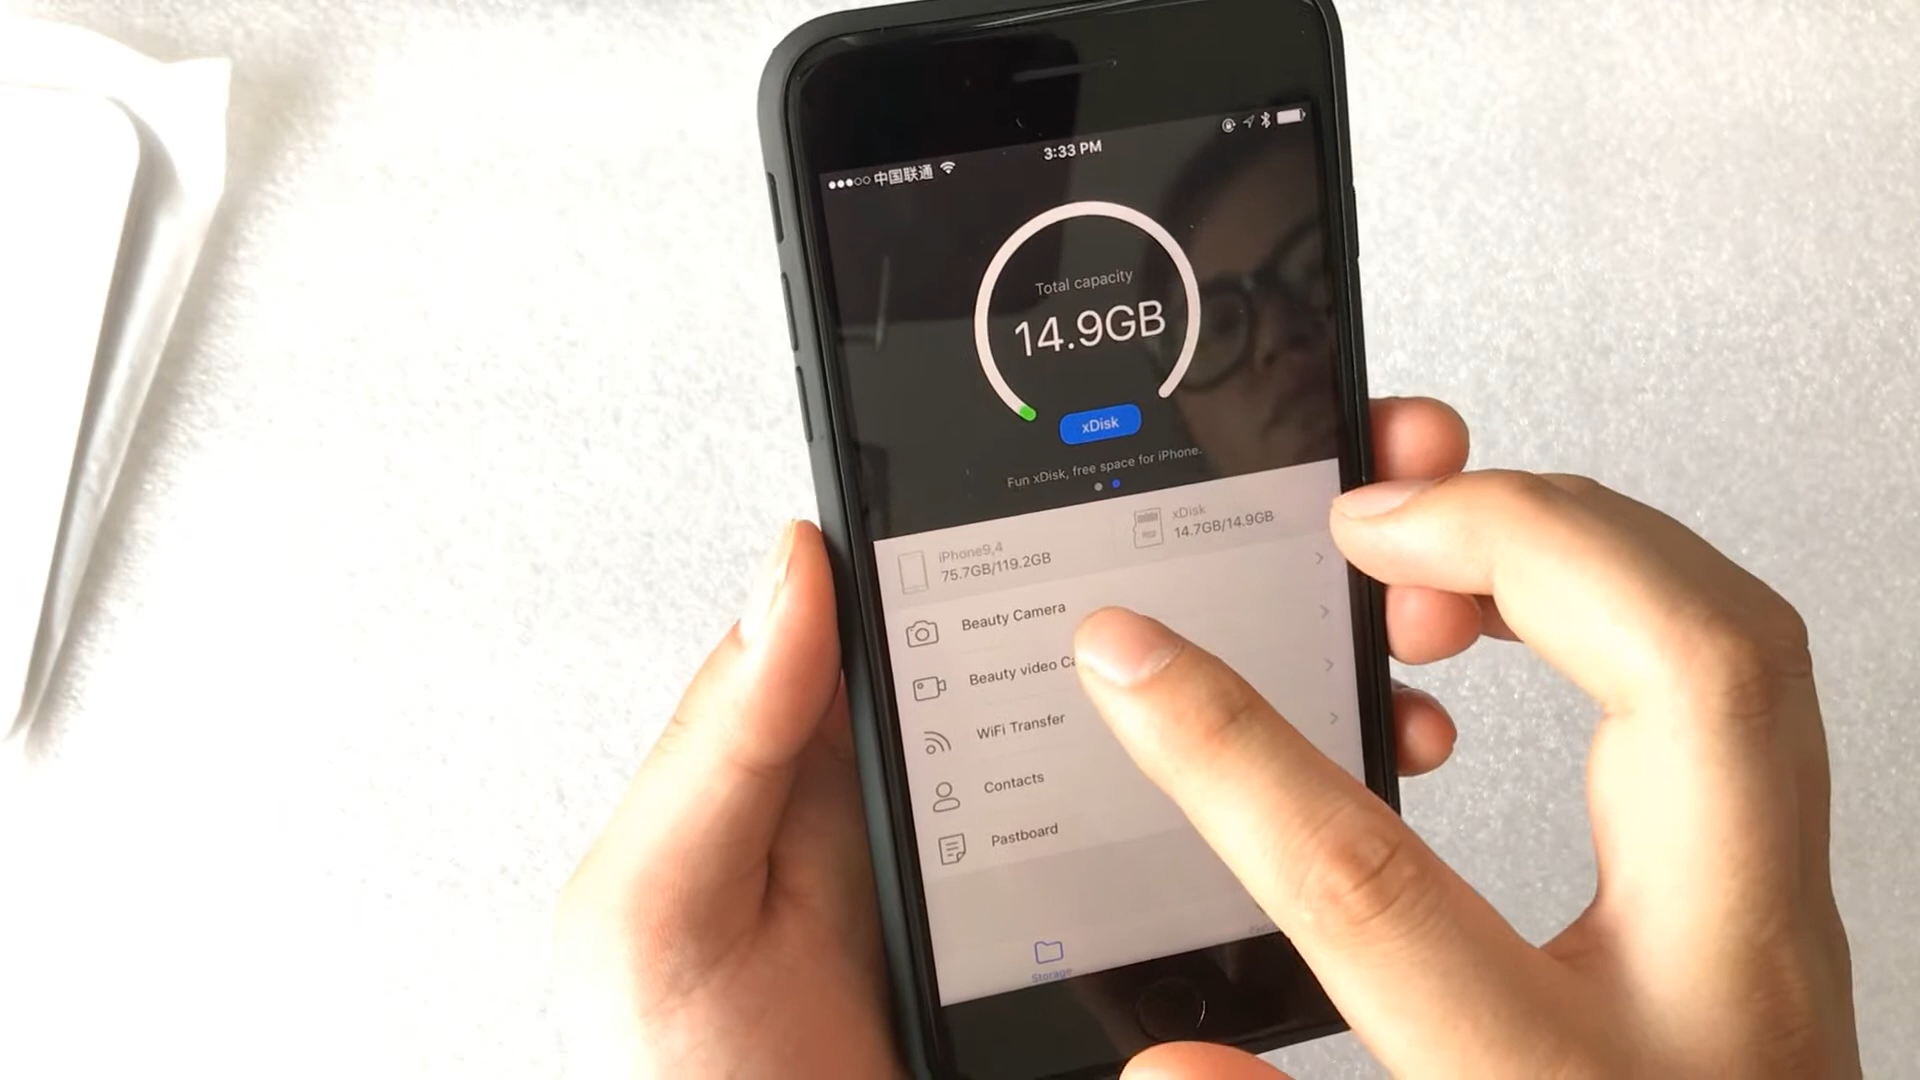 中国联通
3:33 PM
Total capacity
14.9GB
xDisk
Fun xDisk, free space for iPhone.
iPhone9,4
75.7GB/119.2GB
xDisk
14.7GB/14.9GB
Beauty Camera
Beauty video Ca
WiFi Transfer
Contacts
Pastboard
Storage